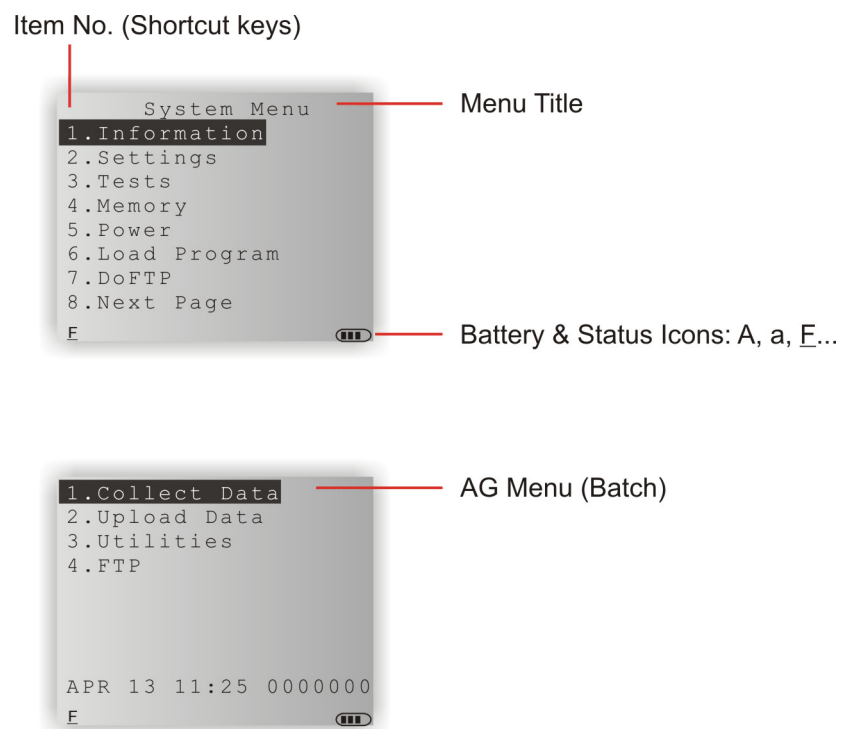 Item No. (Shortcut keys)
System Menu
Menu Title
1.Information
2.Settings
3.Tests
4.Memory
5.Power
6.Load Program
7.DoFTP
8.Next Page
F
Battery & Status Icons: A, a, F...
1.Collect Data
AG Menu (Batch)
2.Upload Data
3.Utilities
4.FTP
APR 13 11:25 0000000
F